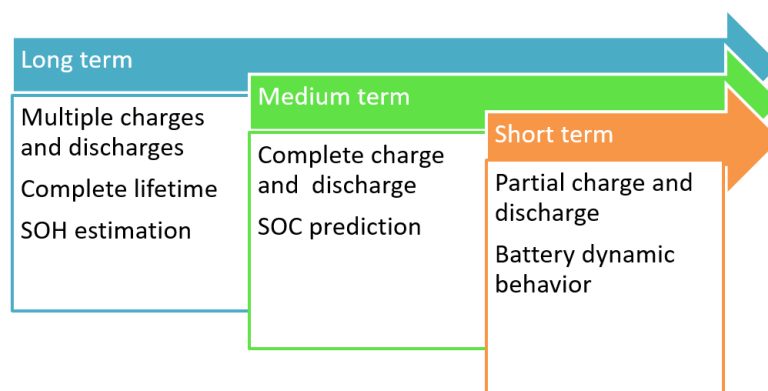 Long term
Multiple charges
and discharges
Complete lifetime
SOH estimation
Medium term
Complete charge
and discharge
SOC prediction
Short term
Partial charge and
discharge
Battery dynamic
behavior